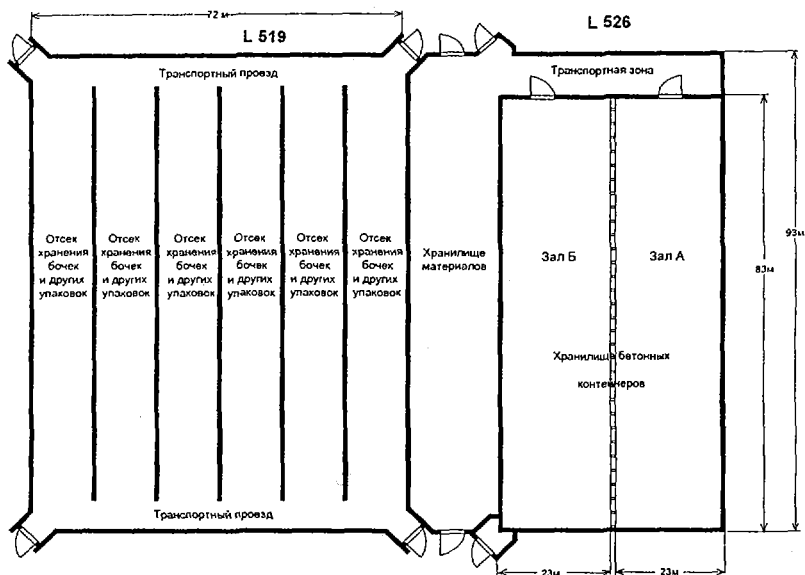 72 м
L 519
L 526
Транспортный проезд
Транспортная зона
Отсек
хранения
бочек
и других
упаковок
Отсек
хранения
бочек
и других
упаковок
Отсек
хранения
бочек
и других
упаковок
Отсек
хранения
бочек
и других
упаковок
Отсек
хранения
бочек
и других
упаковок
Отсек
хранения
бочек
и других
упаковок
Хранилище
материалов
Зал Б
Зал А
93м
83м
Хранилище бетонных
контейнеров
Транспортный проезд
23м
23м